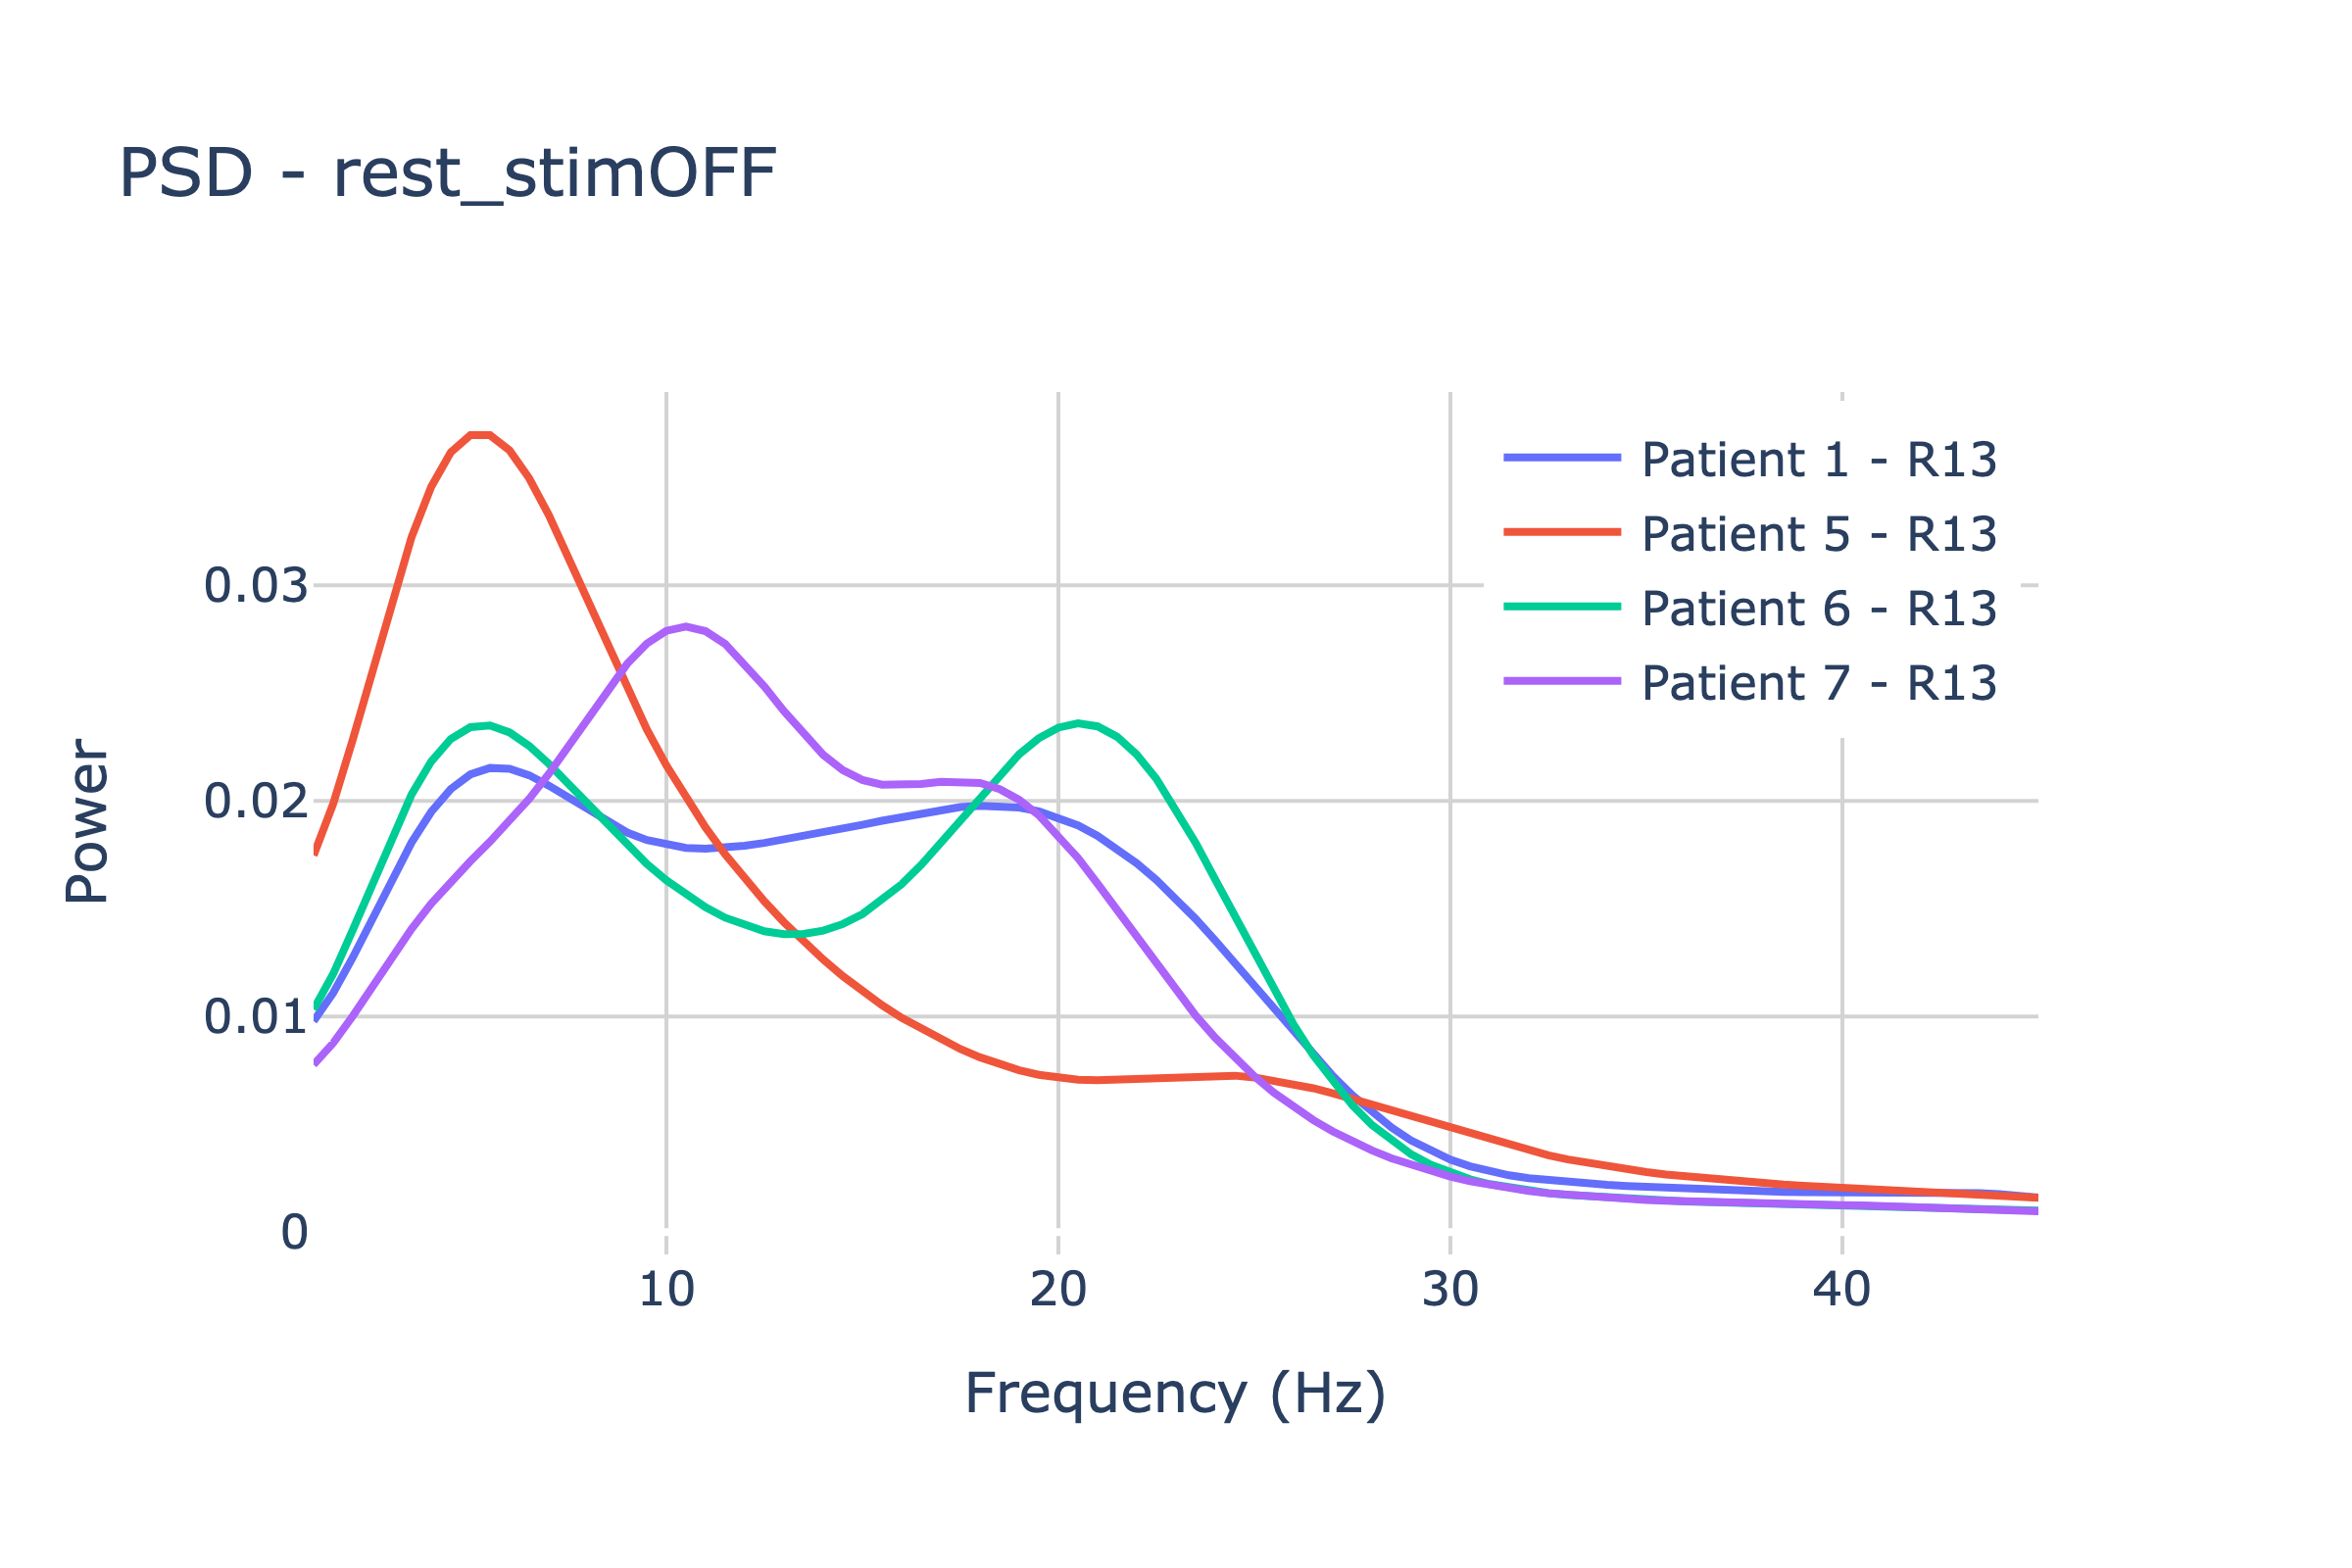 PSD - rest_stimOFF
Patient 1 - R13
Patient 5 - R13
Patient 6 - R13
Patient 7 - R13
Power
0.03
0.02
0.01
0
10
20
30
40
Frequency (Hz)